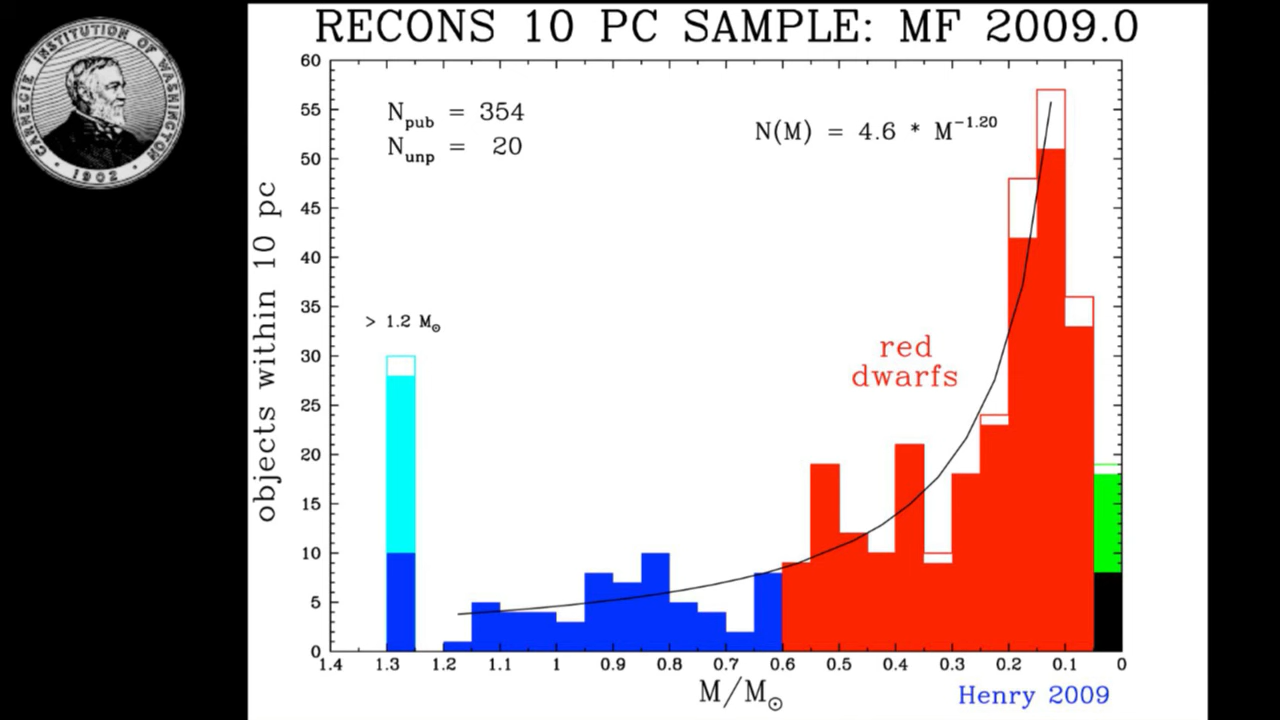 CARNEGIE INSTITUTION OF WASHINGTON
1902
RECONS 10 PC SAMPLE: MF 2009.0
N_pub = 354
N_unp = 20
N(M) = 4.6 * M^-1.20
> 1.2 M⊙
red
dwarfs
objects within 10 pc
60
55
50
45
40
35
30
25
20
15
10
5
0
1.4 1.3 1.2 1.1 1 0.9 0.8 0.7 0.6 0.5 0.4 0.3 0.2 0.1 0
M/M⊙
Henry 2009